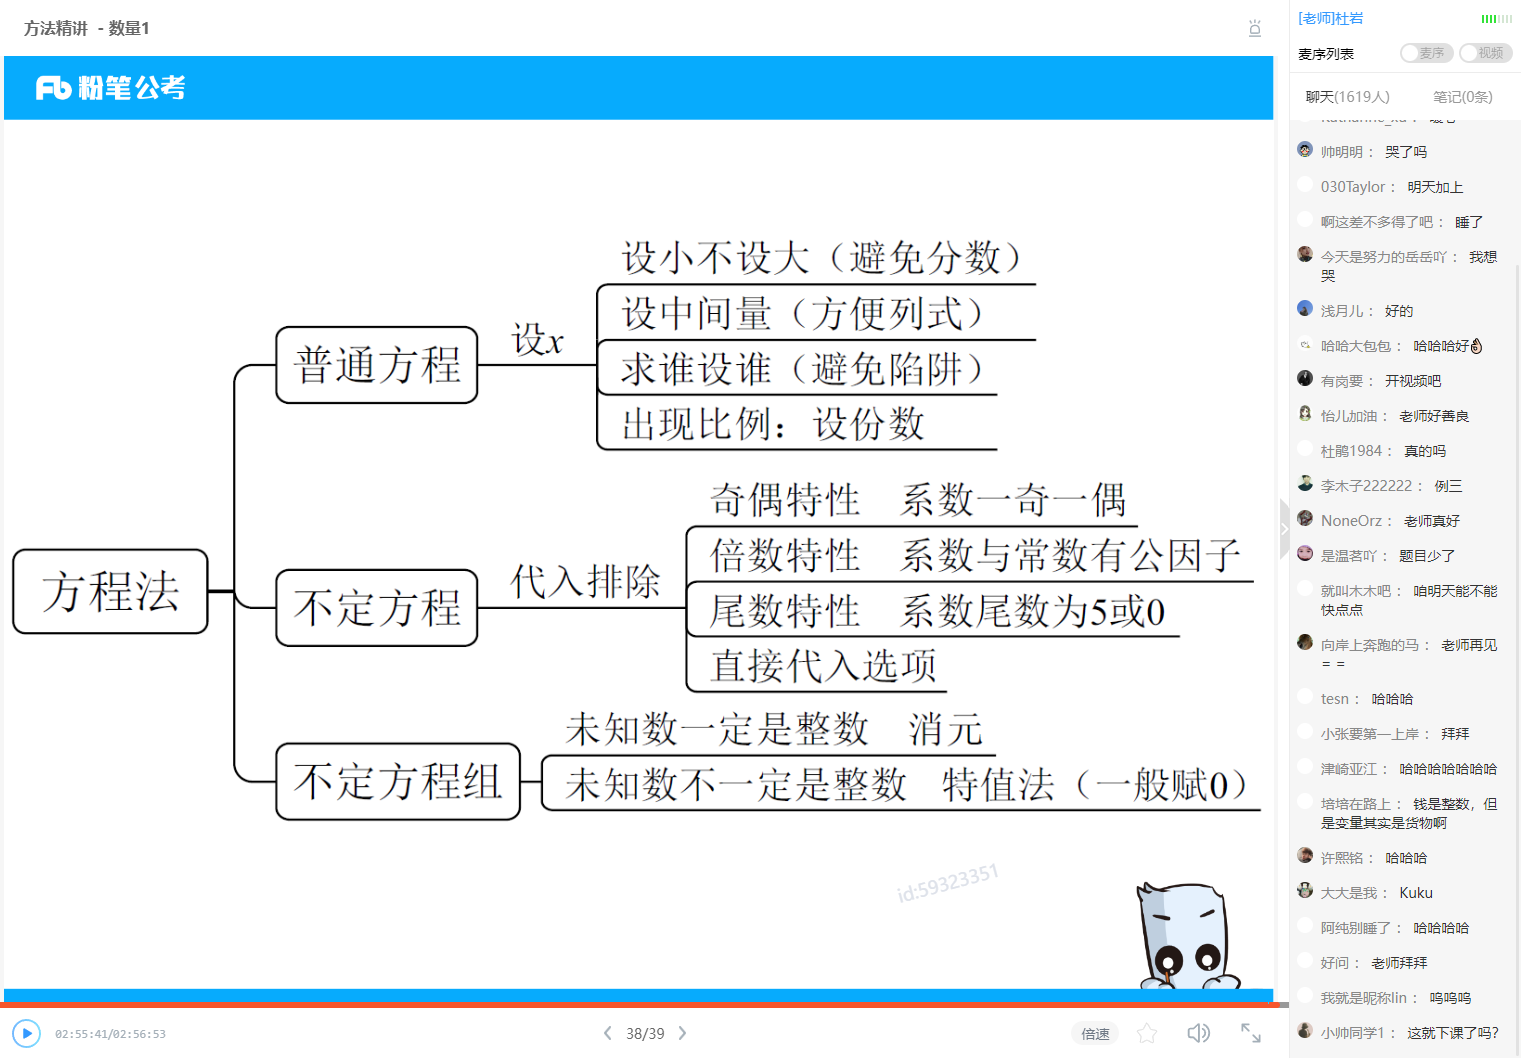 方法精讲 - 数量1
粉笔公考
设小不设大（避免分数）
设中间量（方便列式）
设x
普通方程
求谁设谁（避免陷阱）
出现比例：设份数
奇偶特性 系数一奇一偶
倍数特性 系数与常数有公因子
代入排除
方程法
不定方程
尾数特性 系数尾数为5或0
直接代入选项
未知数一定是整数 消元
不定方程组
未知数不一定是整数 特值法（一般赋0）
id:59323351
02:55:41/02:56:53
38/39
倍速
[老师]杜岩
麦序列表
麦序
视频
聊天(1619人)
笔记(0条)
帅明明： 哭了吗
030Taylor： 明天加上
啊这差不多得了吧： 睡了
今天是努力的岳岳吖： 我想
哭
浅月儿： 好的
哈哈大包包： 哈哈哈好👌
有岗要： 开视频吧
怡儿加油： 老师好善良
杜鹃1984： 真的吗
李木子222222： 例三
NoneOrz： 老师真好
是温茗吖： 题目少了
就叫木木吧： 咱明天能不能
快点点
向岸上奔跑的马： 老师再见
= =
tesn： 哈哈哈
小张要第一上岸： 拜拜
津崎亚江： 哈哈哈哈哈哈哈
培培在路上： 钱是整数，但
是变量其实是货物啊
许熙铭： 哈哈哈
大大是我： Kuku
阿纯别睡了： 哈哈哈哈
好问： 老师拜拜
我就是昵称lin： 呜呜呜
小帅同学1： 这就下课了吗?